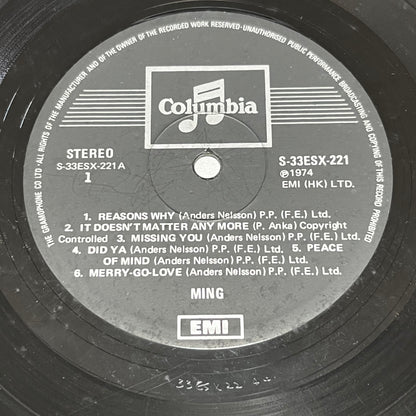 THE GRAMOPHONE CO LTD · ALL RIGHTS OF THE MANUFACTURER AND OF THE OWNER OF THE RECORDED WORK RESERVED · UNAUTHORISED PUBLIC PERFORMANCE BROADCASTING AND COPYING OF THIS RECORD PROHIBITED
Columbia
STEREO
S-33ESX-221A
1
S-33ESX-221
℗1974
EMI (HK) LTD.
1. REASONS WHY (Anders Nelsson) P.P. (F.E.) Ltd.
2. IT DOESN'T MATTER ANY MORE (P. Anka) Copyright
Controlled 3. MISSING YOU (Anders Nelsson) P.P. (F.E.) Ltd.
4. DID YA (Anders Nelsson) P.P. (F.E.) Ltd. 5. PEACE
OF MIND (Anders Nelsson) P.P. (F.E.) Ltd.
6. MERRY-GO-LOVE (Anders Nelsson) P.P. (F.E.) Ltd.
MING
EMI